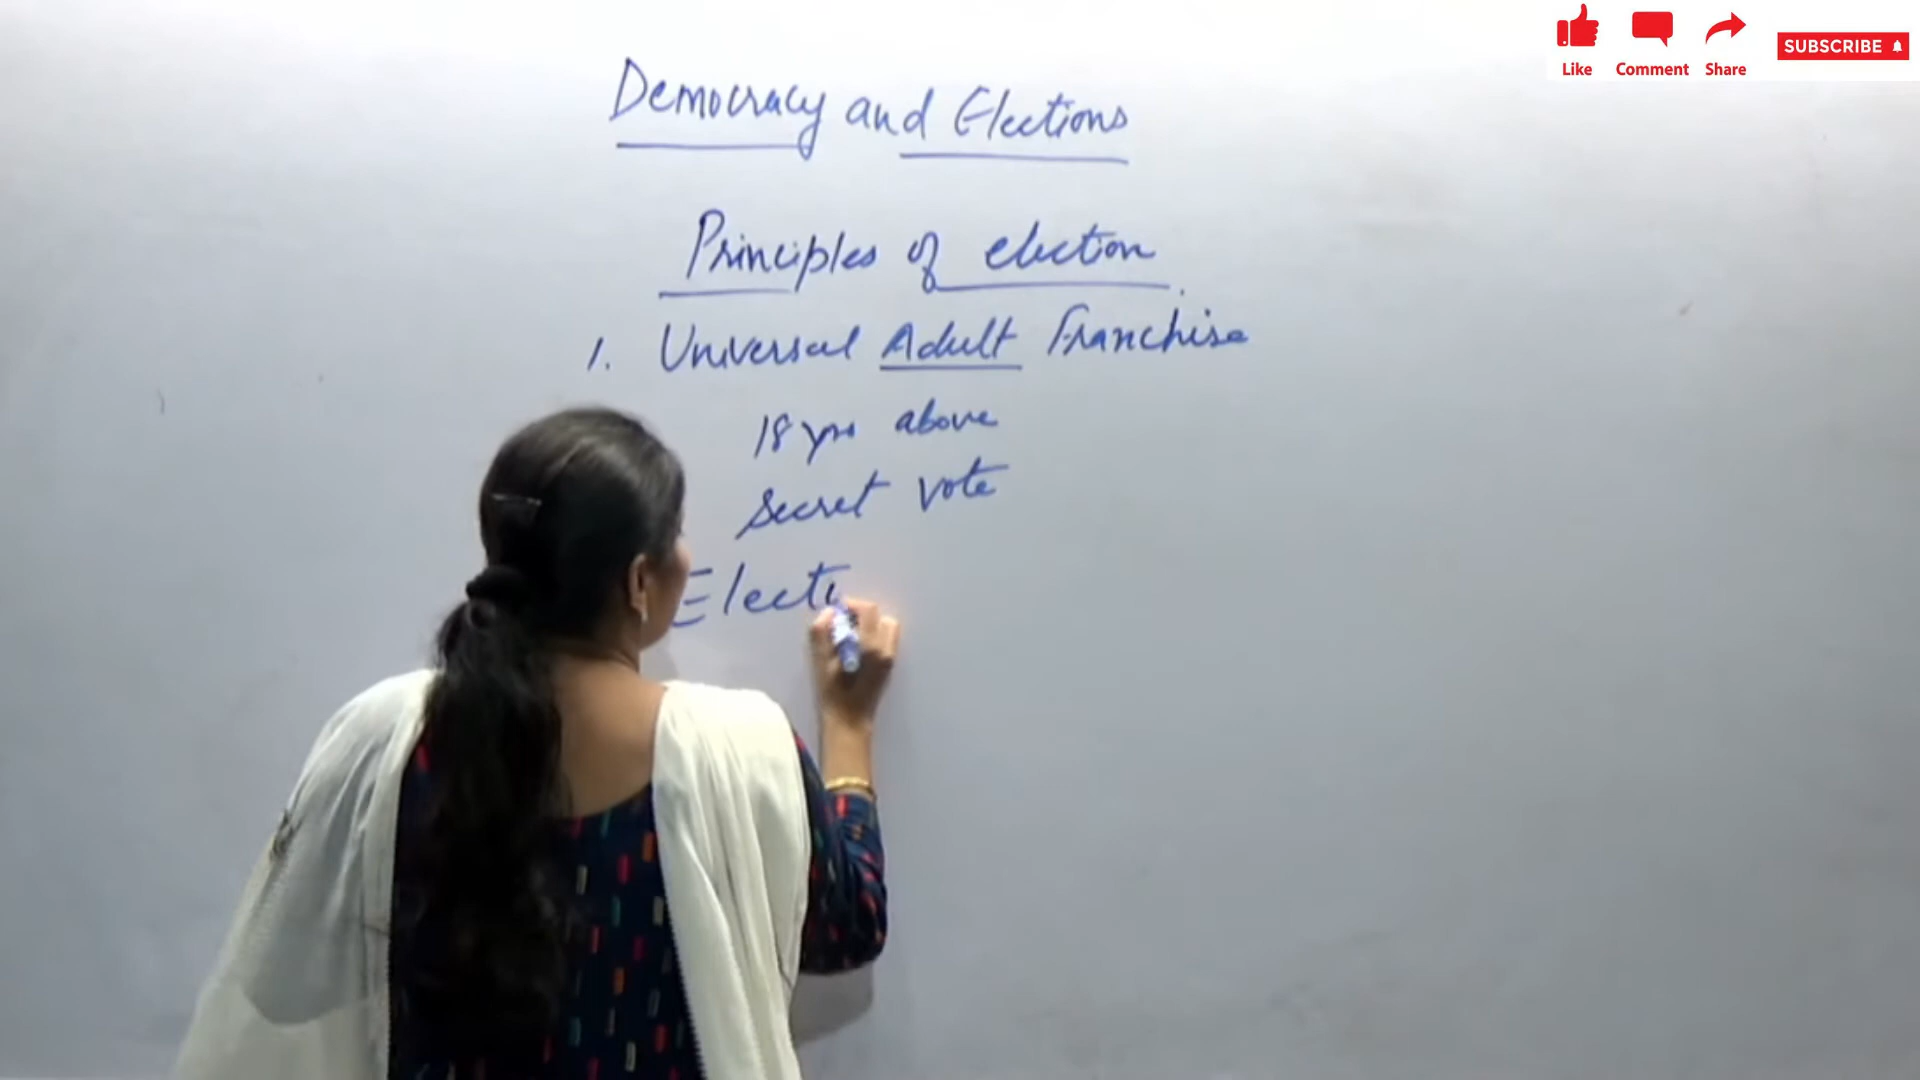 Like Comment Share SUBSCRIBE
Democracy and Elections
Principles of election
1. Universal Adult Franchise
18 yrs above
Secret vote
Electi